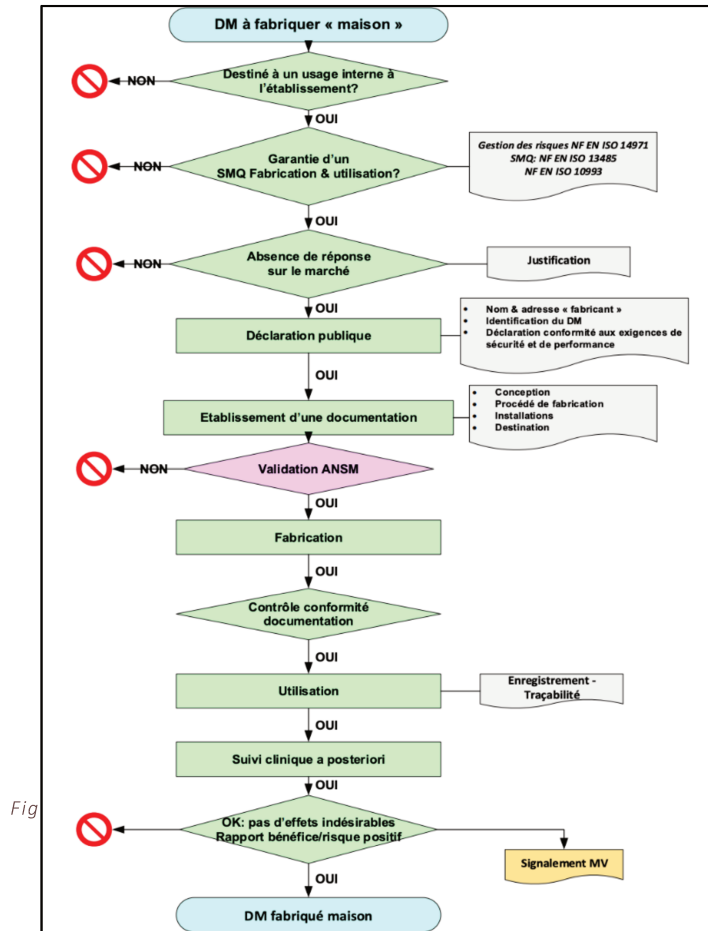 DM à fabriquer « maison »
Destiné à un usage interne à
l'établissement?
NON
OUI
Garantie d'un
SMQ Fabrication & utilisation?
NON
Gestion des risques NF EN ISO 14971
SMQ: NF EN ISO 13485
NF EN ISO 10993
OUI
Absence de réponse
sur le marché
NON
Justification
OUI
Déclaration publique
• Nom & adresse « fabricant »
• Identification du DM
• Déclaration conformité aux exigences de
sécurité et de performance
OUI
Etablissement d'une documentation
• Conception
• Procédé de fabrication
• Installations
• Destination
Validation ANSM
NON
OUI
Fabrication
OUI
Contrôle conformité
documentation
OUI
Utilisation
Enregistrement -
Traçabilité
OUI
Suivi clinique a posteriori
OUI
Fig
OK: pas d'effets indésirables
Rapport bénéfice/risque positif
Signalement MV
OUI
DM fabriqué maison